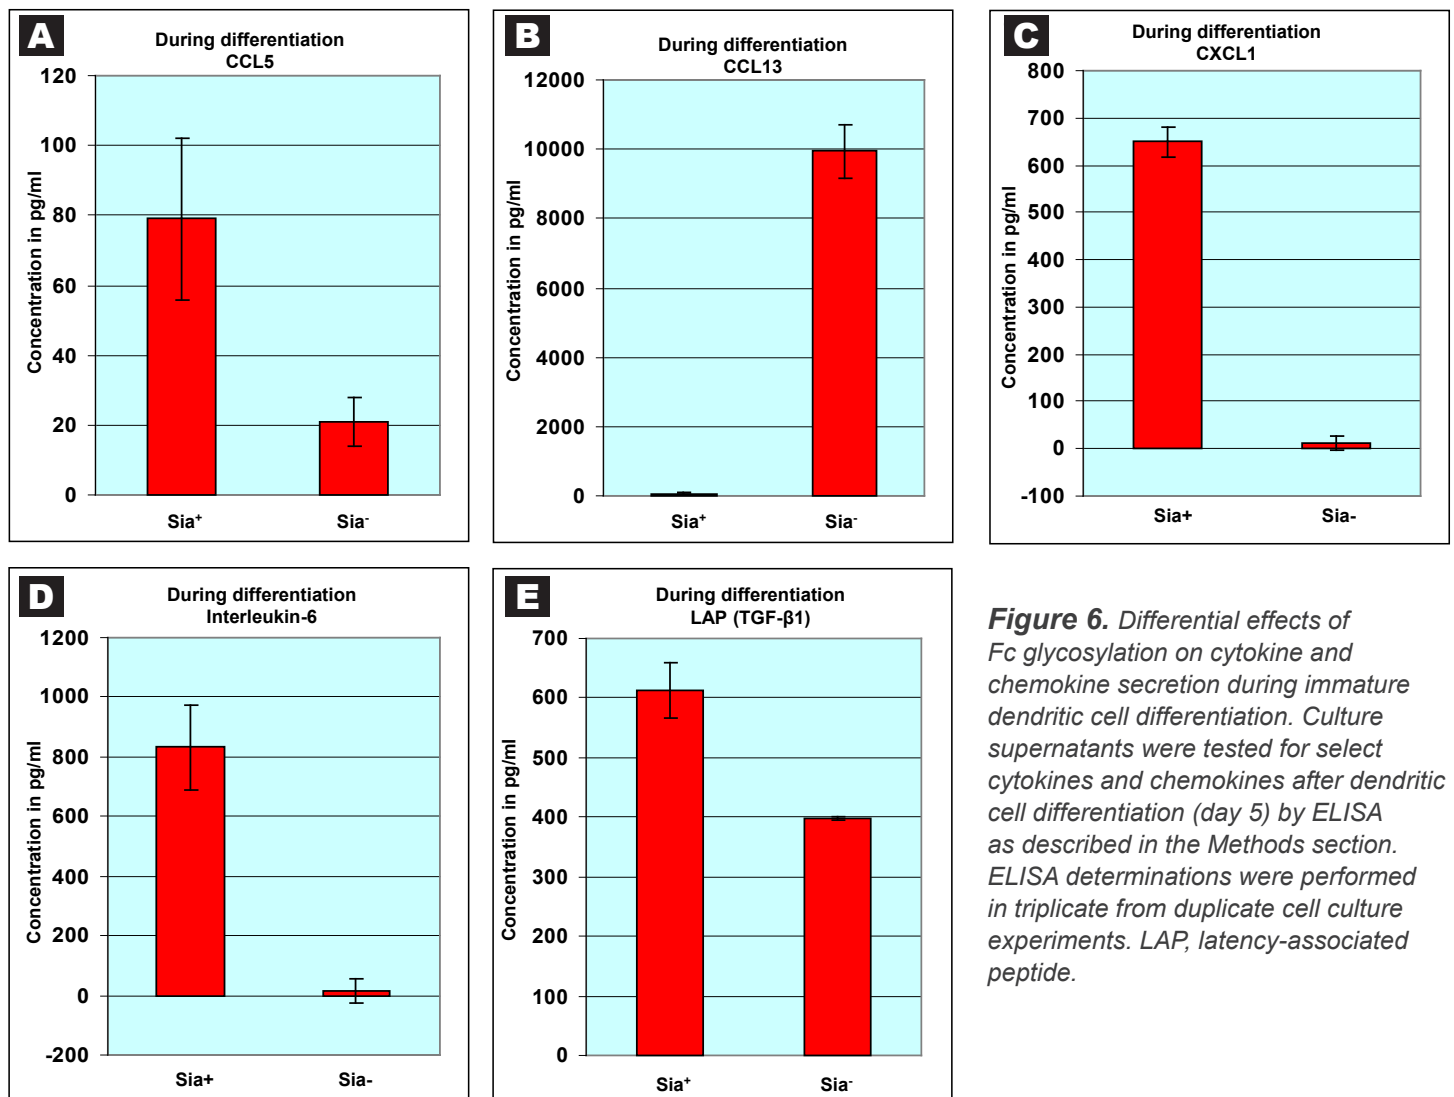 A
During differentiation
CCL5
Concentration in pg/ml
120
100
80
60
40
20
0
Sia⁺
Sia⁻
B
During differentiation
CCL13
Concentration in pg/ml
12000
10000
8000
6000
4000
2000
0
Sia⁺
Sia⁻
C
During differentiation
CXCL1
Concentration in pg/ml
800
700
600
500
400
300
200
100
0
-100
Sia+
Sia-
D
During differentiation
Interleukin-6
Concentration in pg/ml
1200
1000
800
600
400
200
0
-200
Sia+
Sia-
E
During differentiation
LAP (TGF-β1)
Concentration in pg/ml
700
600
500
400
300
200
100
0
Sia⁺
Sia⁻
Figure 6. Differential effects of
Fc glycosylation on cytokine and
chemokine secretion during immature
dendritic cell differentiation. Culture
supernatants were tested for select
cytokines and chemokines after dendritic
cell differentiation (day 5) by ELISA
as described in the Methods section.
ELISA determinations were performed
in triplicate from duplicate cell culture
experiments. LAP, latency-associated
peptide.